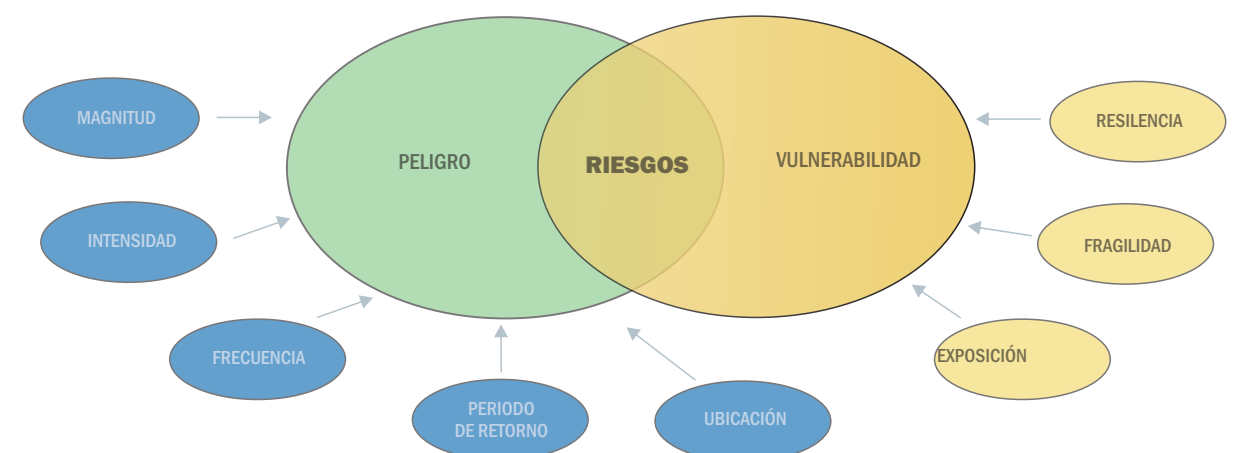 MAGNITUD
INTENSIDAD
FRECUENCIA
PERIODO
DE RETORNO
UBICACIÓN
PELIGRO
RIESGOS
VULNERABILIDAD
RESILENCIA
FRAGILIDAD
EXPOSICIÓN